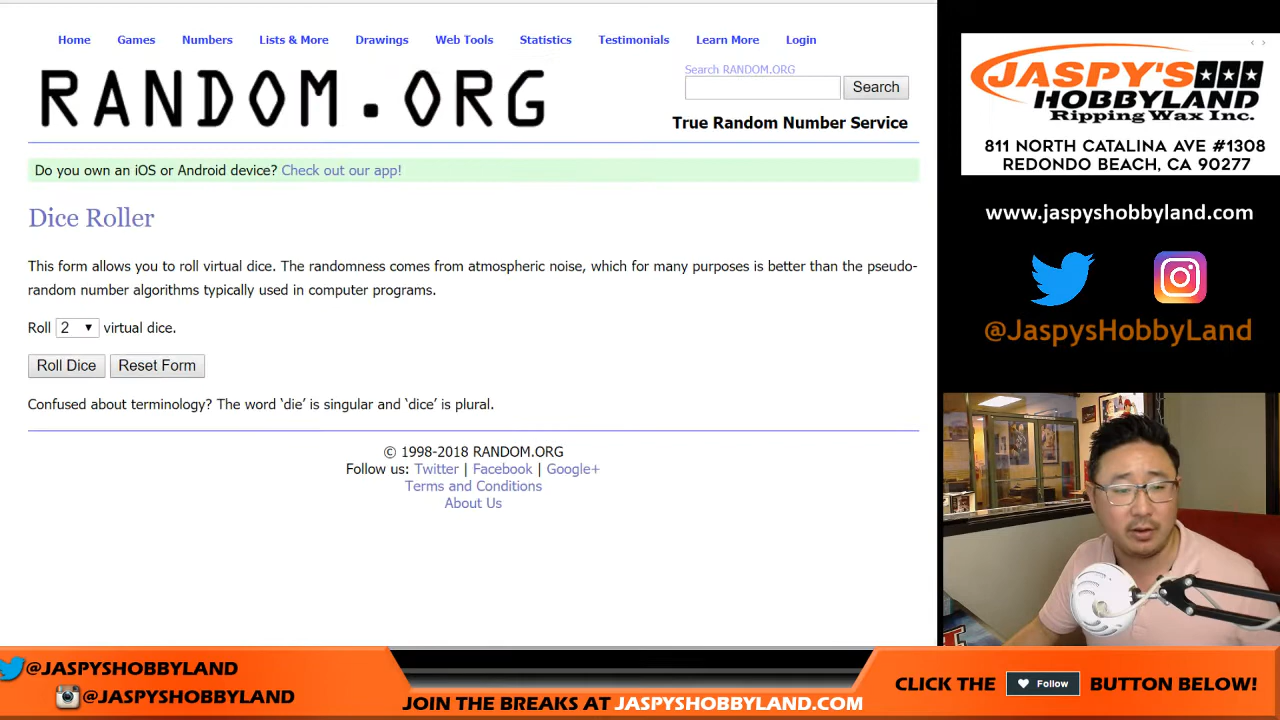 Home Games Numbers Lists & More Drawings Web Tools Statistics Testimonials Learn More Login
RANDOM.ORG
Search RANDOM.ORG
Search
True Random Number Service
Do you own an iOS or Android device? Check out our app!
Dice Roller
This form allows you to roll virtual dice. The randomness comes from atmospheric noise, which for many purposes is better than the pseudo-
random number algorithms typically used in computer programs.
Roll 2 virtual dice.
Roll Dice Reset Form
Confused about terminology? The word ‘die’ is singular and ‘dice’ is plural.
© 1998-2018 RANDOM.ORG
Follow us: Twitter | Facebook | Google+
Terms and Conditions
About Us
JASPY'S
HOBBYLAND
Ripping Wax Inc.
811 NORTH CATALINA AVE #1308
REDONDO BEACH, CA 90277
www.jaspyshobbyland.com
@JaspysHobbyLand
@JASPYSHOBBYLAND
@JASPYSHOBBYLAND
JOIN THE BREAKS AT JASPYSHOBBYLAND.COM
CLICK THE Follow BUTTON BELOW!